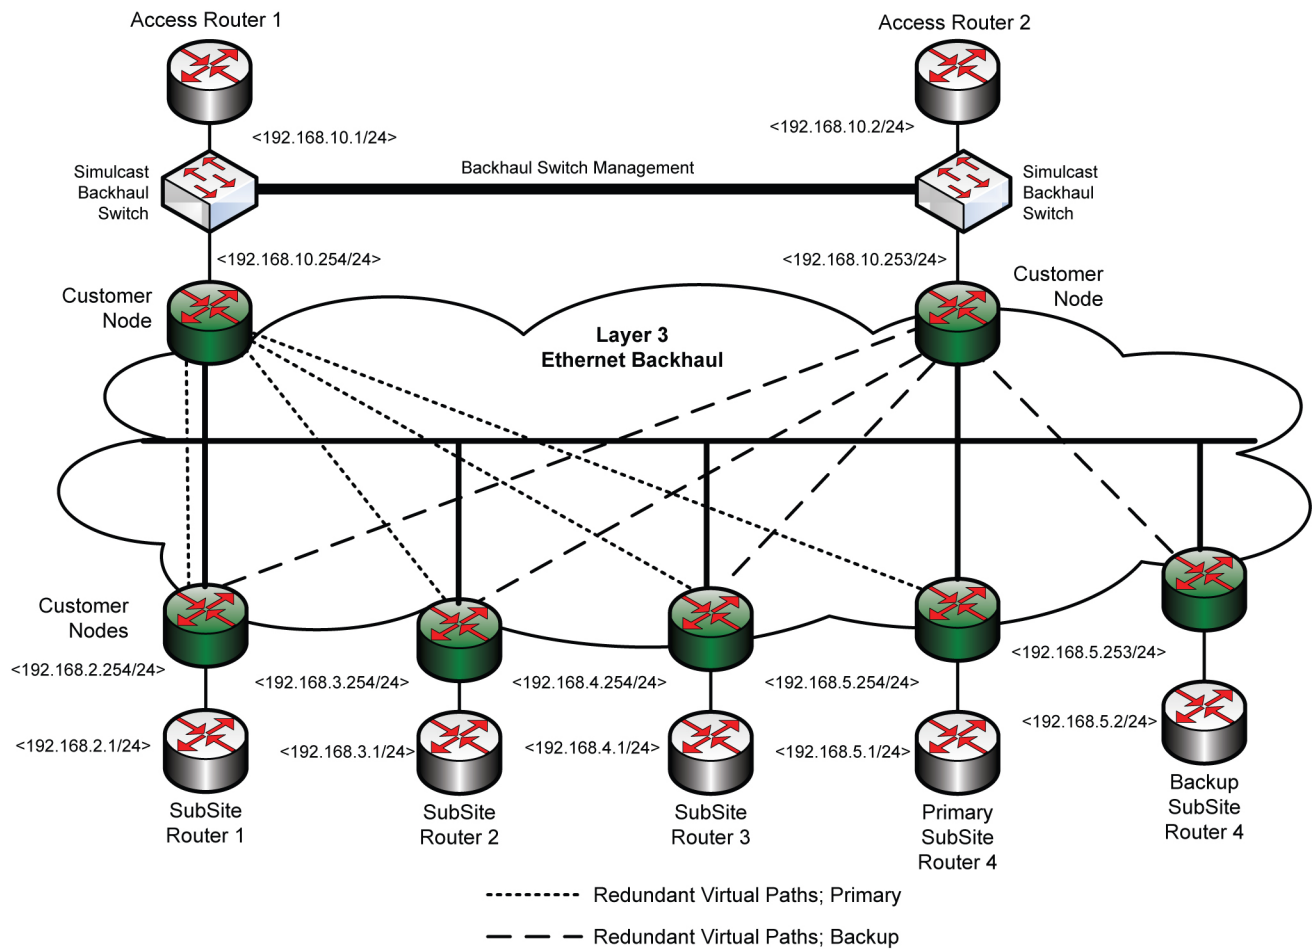 Access Router 1
Access Router 2
<192.168.10.1/24>
<192.168.10.2/24>
Simulcast
Backhaul
Switch
Backhaul Switch Management
Simulcast
Backhaul
Switch
<192.168.10.254/24>
<192.168.10.253/24>
Customer
Node
Customer
Node
Layer 3
Ethernet Backhaul
Customer
Nodes
<192.168.2.254/24>
<192.168.3.254/24>
<192.168.4.254/24>
<192.168.5.254/24>
<192.168.5.253/24>
<192.168.2.1/24>
<192.168.3.1/24>
<192.168.4.1/24>
<192.168.5.1/24>
<192.168.5.2/24>
SubSite
Router 1
SubSite
Router 2
SubSite
Router 3
Primary
SubSite
Router 4
Backup
SubSite
Router 4
Redundant Virtual Paths; Primary
Redundant Virtual Paths; Backup